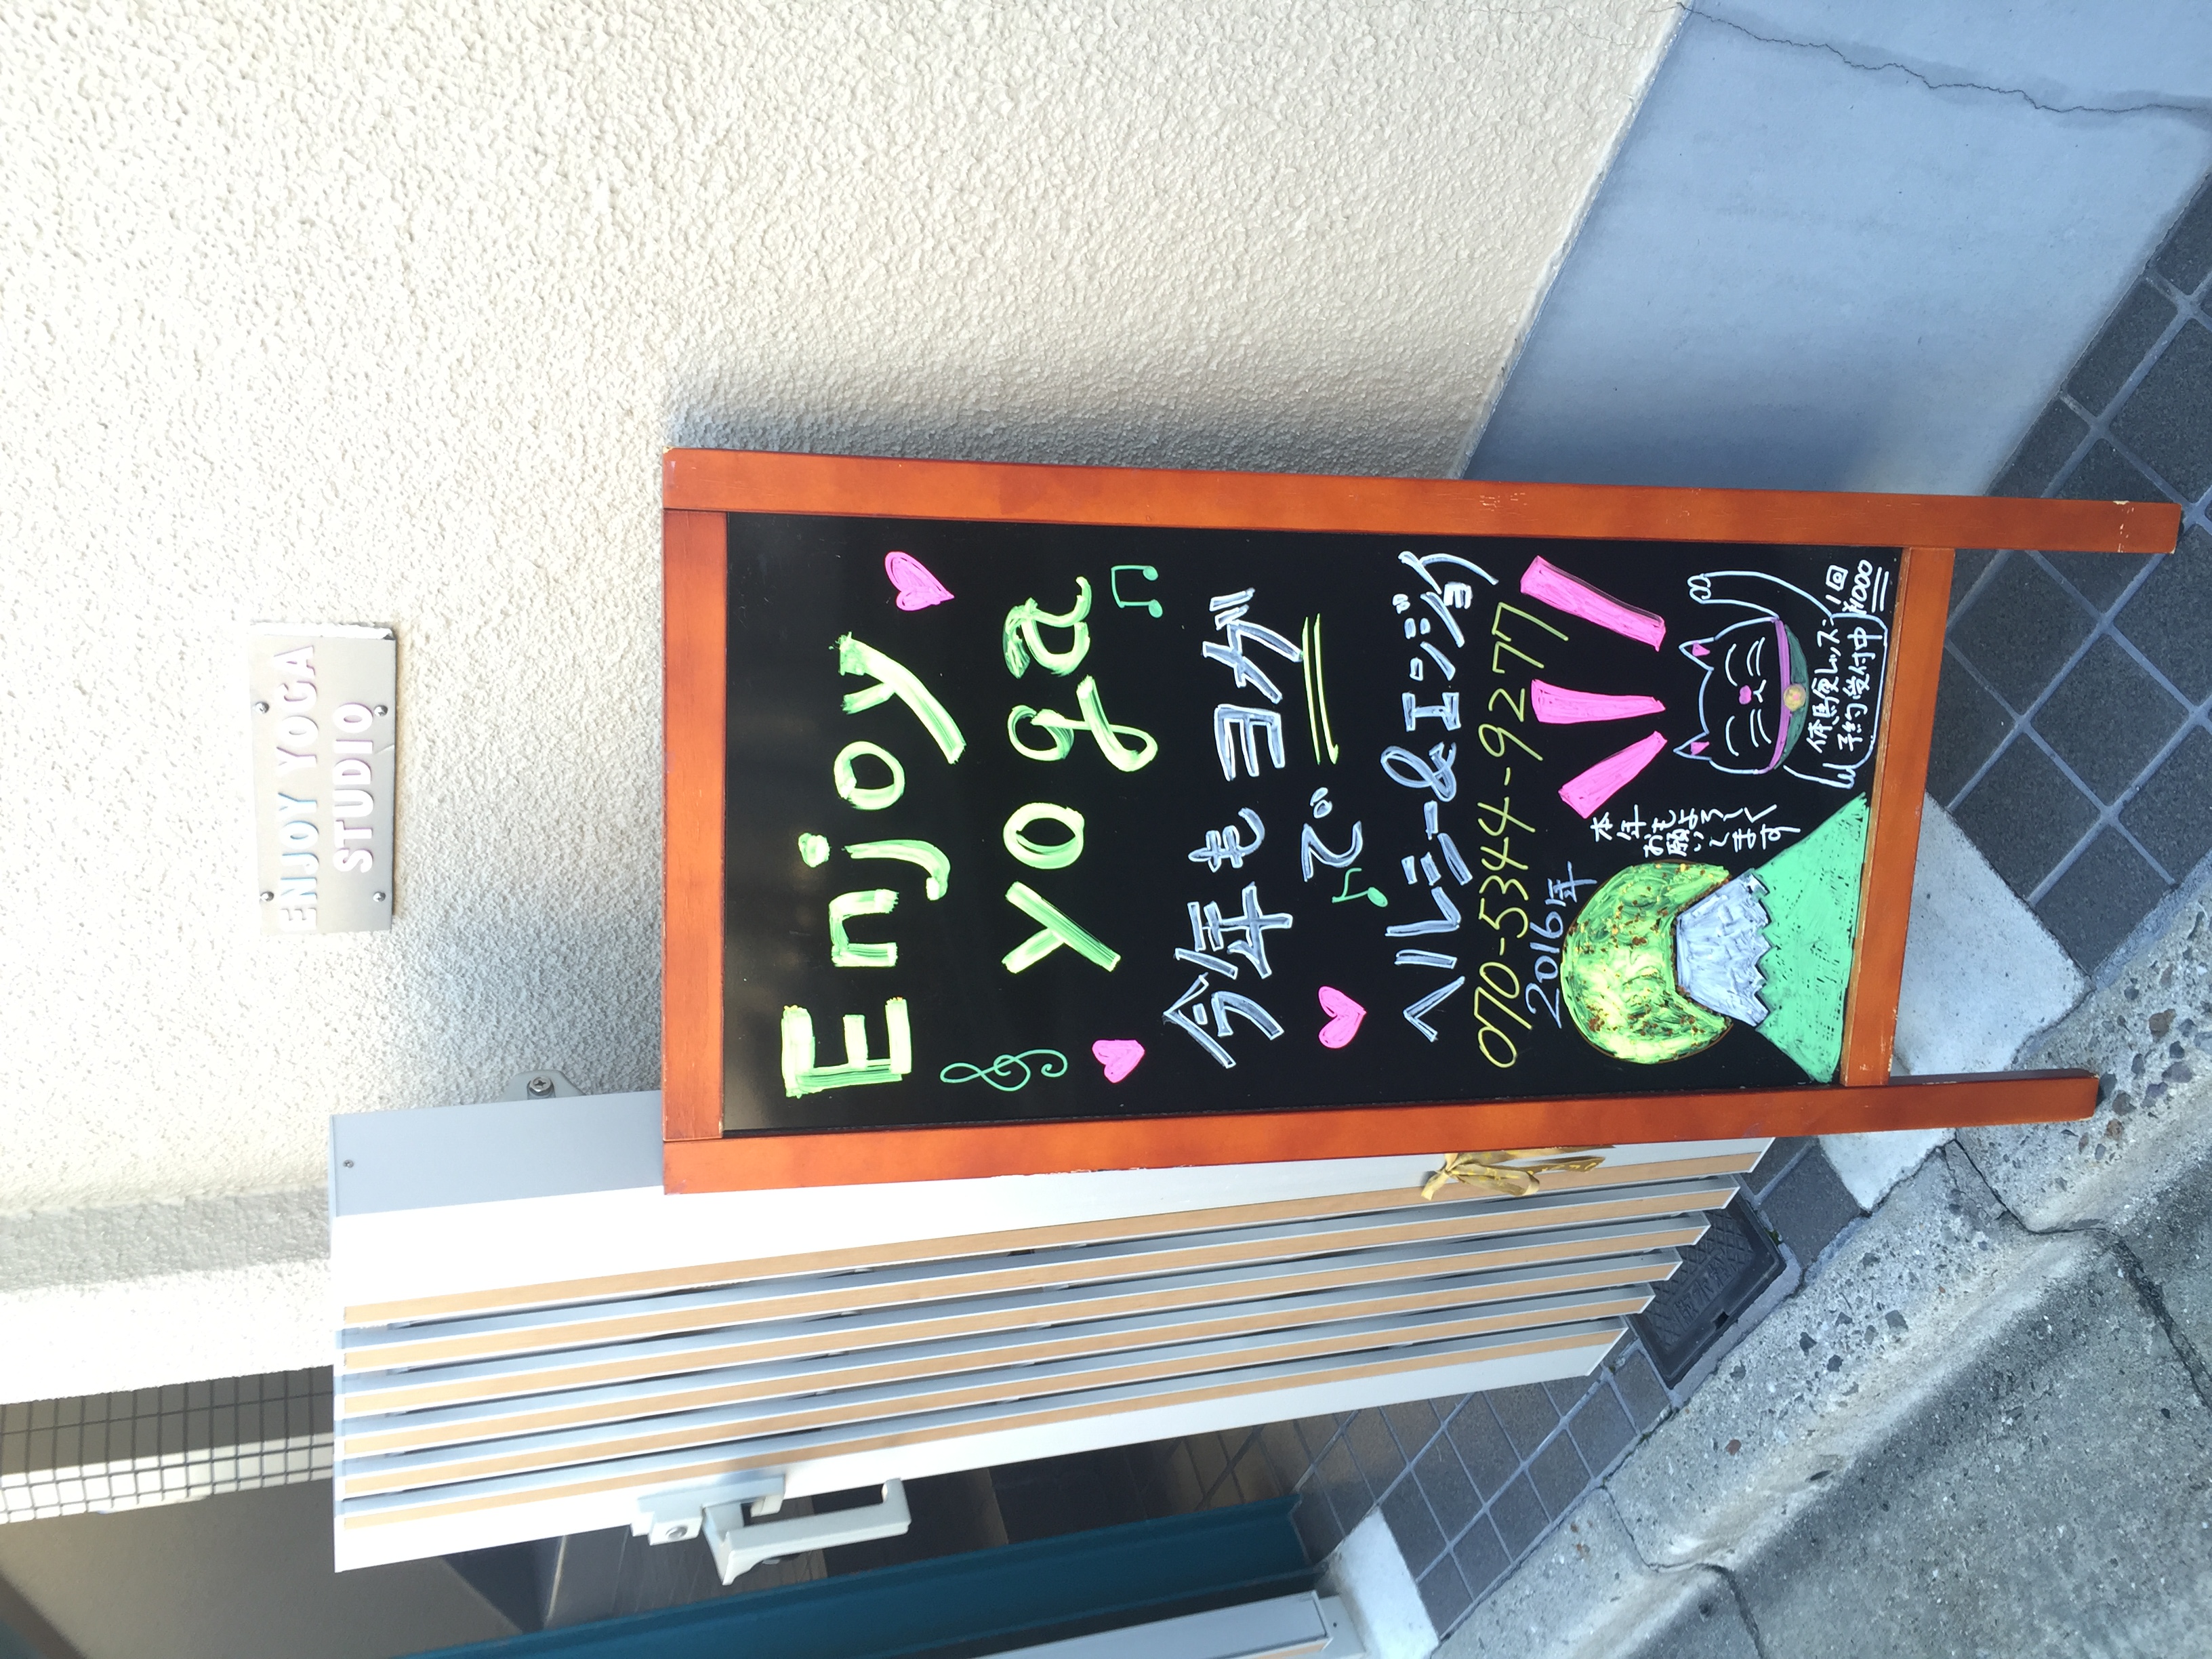 ENJOY YOGA
STUDIO
Enjoy
yoga
今年もヨガ
で
ヘルシー&エンジョイ
070-5344-9277
2016年
本年
もよろしく
お願いし
ます
体験レッスン1回
予約受付中 ¥1000